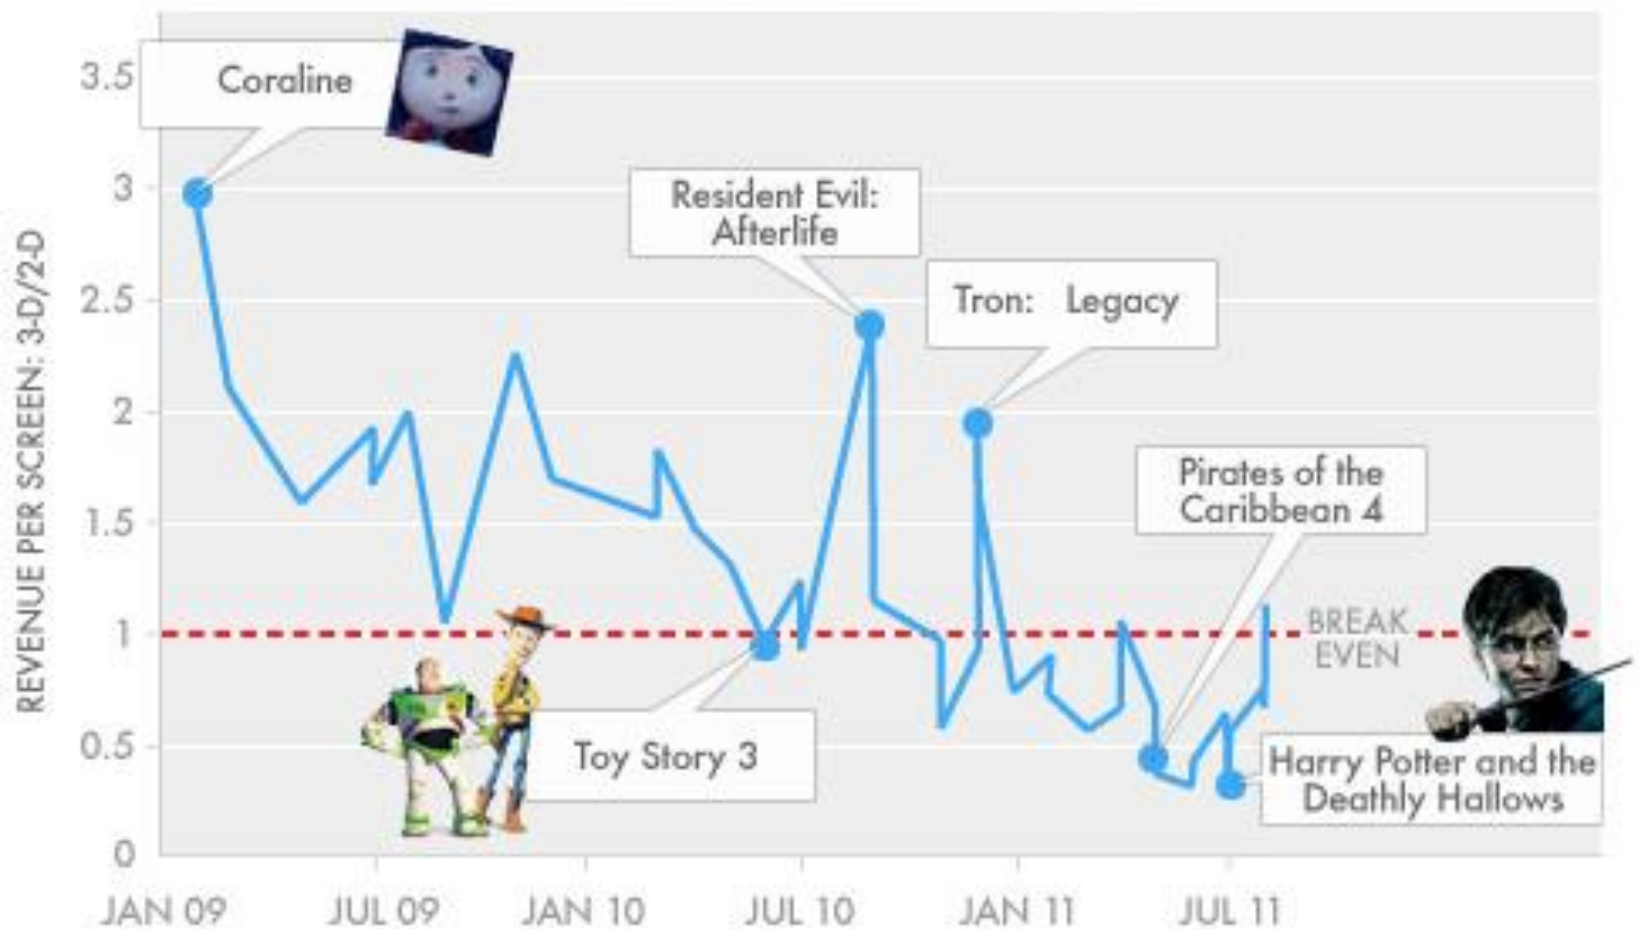 REVENUE PER SCREEN: 3-D/2-D
3.5
3
2.5
2
1.5
1
0.5
0
Coraline
Resident Evil:
Afterlife
Tron: Legacy
Pirates of the
Caribbean 4
BREAK
EVEN
Toy Story 3
Harry Potter and the
Deathly Hallows
JAN 09
JUL 09
JAN 10
JUL 10
JAN 11
JUL 11